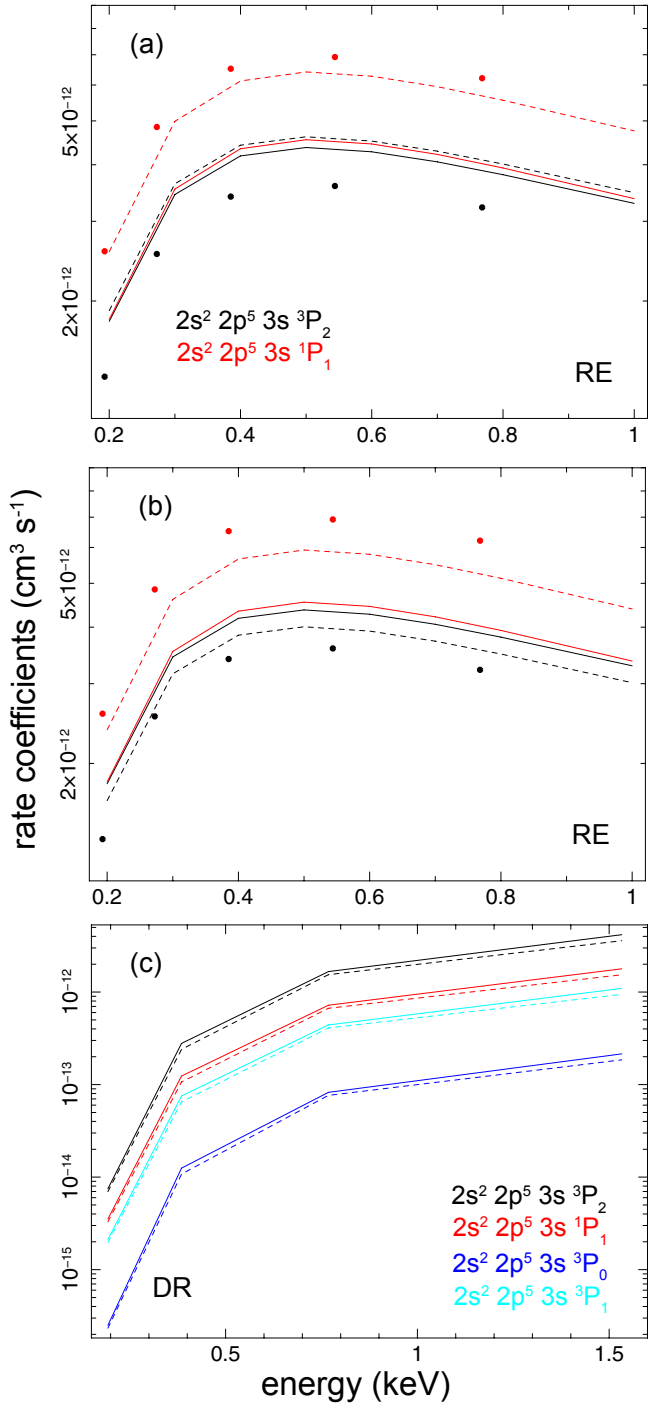 (a)
5×10⁻¹²
2×10⁻¹²
2s² 2p⁵ 3s ³P₂
2s² 2p⁵ 3s ¹P₁
RE
0.2 0.4 0.6 0.8 1
(b)
5×10⁻¹²
2×10⁻¹²
RE
0.2 0.4 0.6 0.8 1
rate coefficients (cm³ s⁻¹)
(c)
10⁻¹²
10⁻¹³
10⁻¹⁴
10⁻¹⁵
2s² 2p⁵ 3s ³P₂
2s² 2p⁵ 3s ¹P₁
2s² 2p⁵ 3s ³P₀
2s² 2p⁵ 3s ³P₁
DR
0.5 1 1.5
energy (keV)